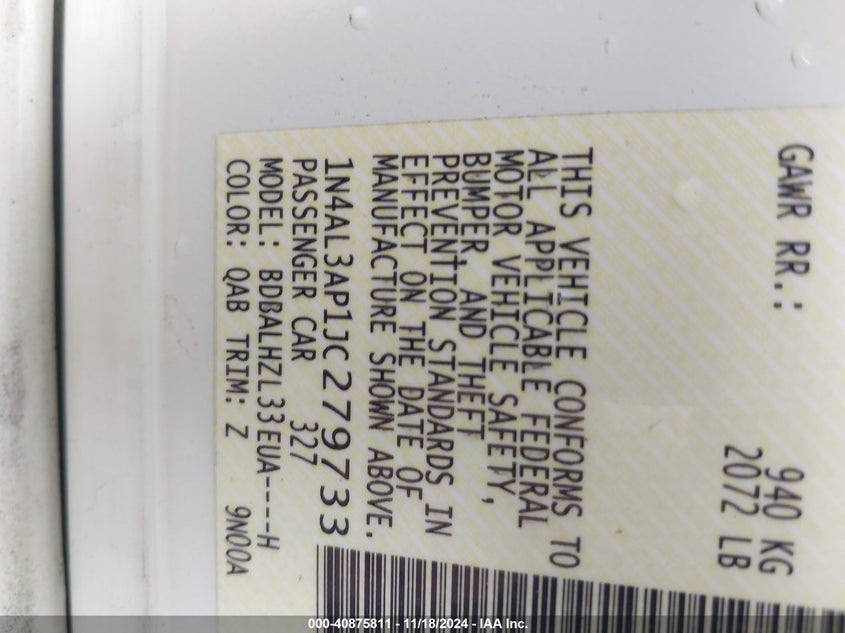 GAWR RR.: 940 KG
2072 LB
THIS VEHICLE CONFORMS TO
ALL APPLICABLE FEDERAL
MOTOR VEHICLE SAFETY,
BUMPER, AND THEFT
PREVENTION STANDARDS IN
EFFECT ON THE DATE OF
MANUFACTURE SHOWN ABOVE.
1N4AL3AP1JC279733
PASSENGER CAR 327
MODEL: BDBALHZL33EUA----H
COLOR: QAB TRIM: Z 9N00A
000-40875811 - 11/18/2024 - IAA Inc.